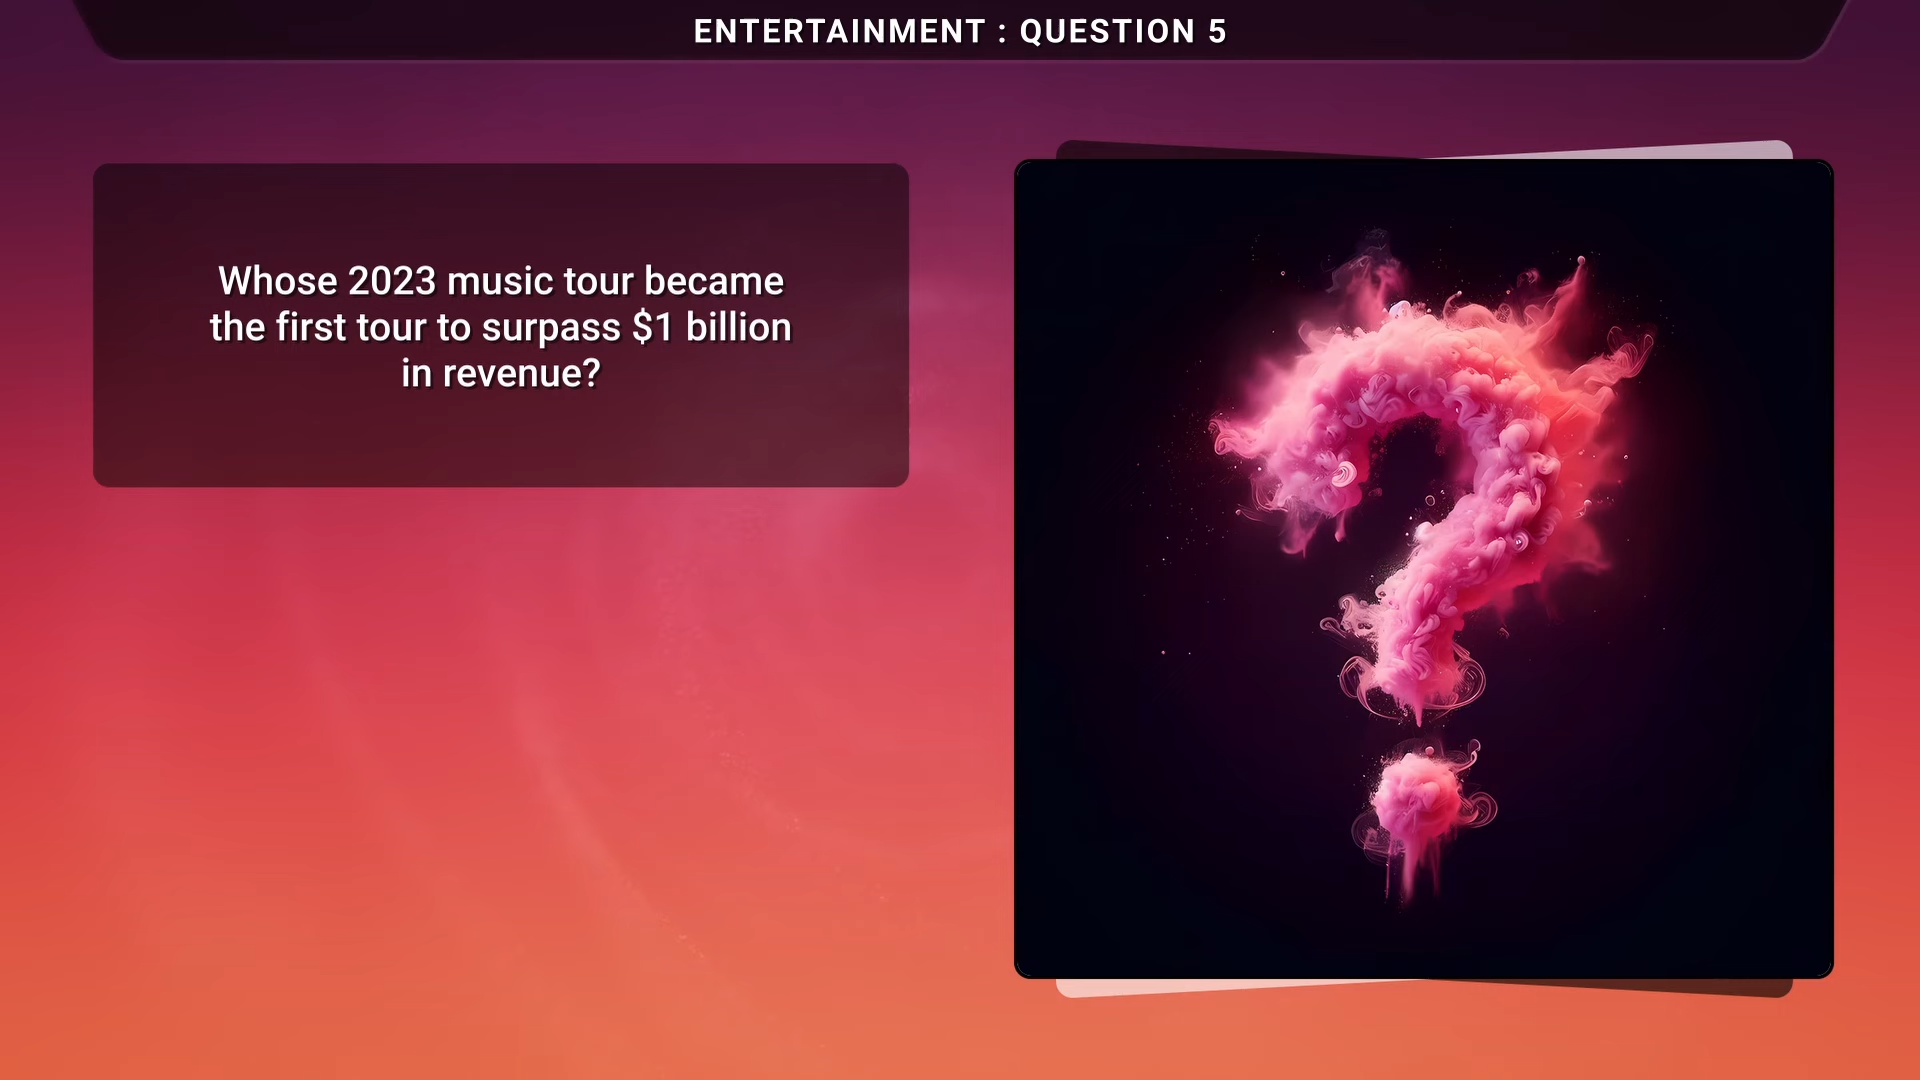 ENTERTAINMENT : QUESTION 5
Whose 2023 music tour became
the first tour to surpass $1 billion
in revenue?